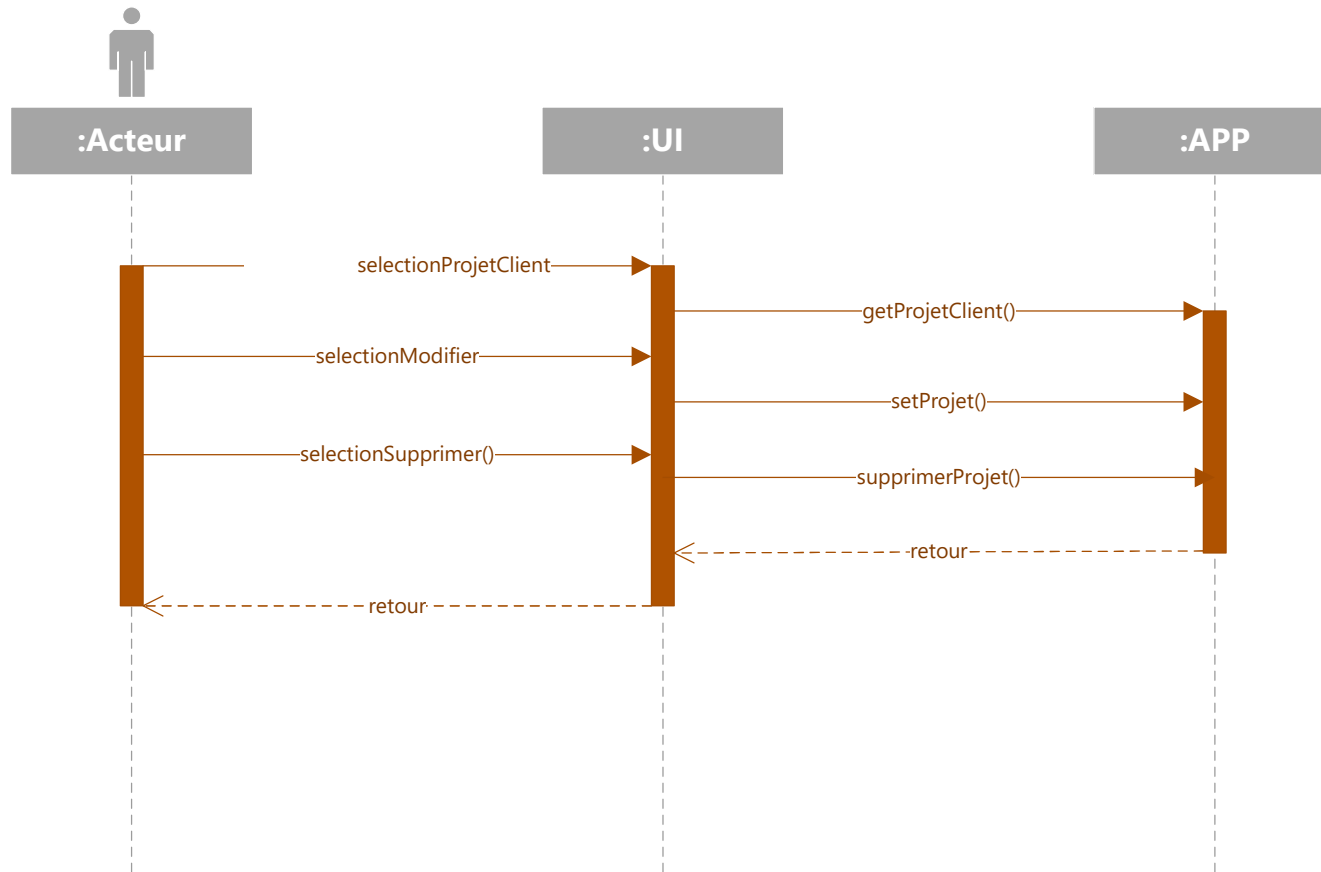 :Acteur
:UI
:APP
selectionProjetClient
getProjetClient()
selectionModifier
setProjet()
selectionSupprimer()
supprimerProjet()
retour
retour